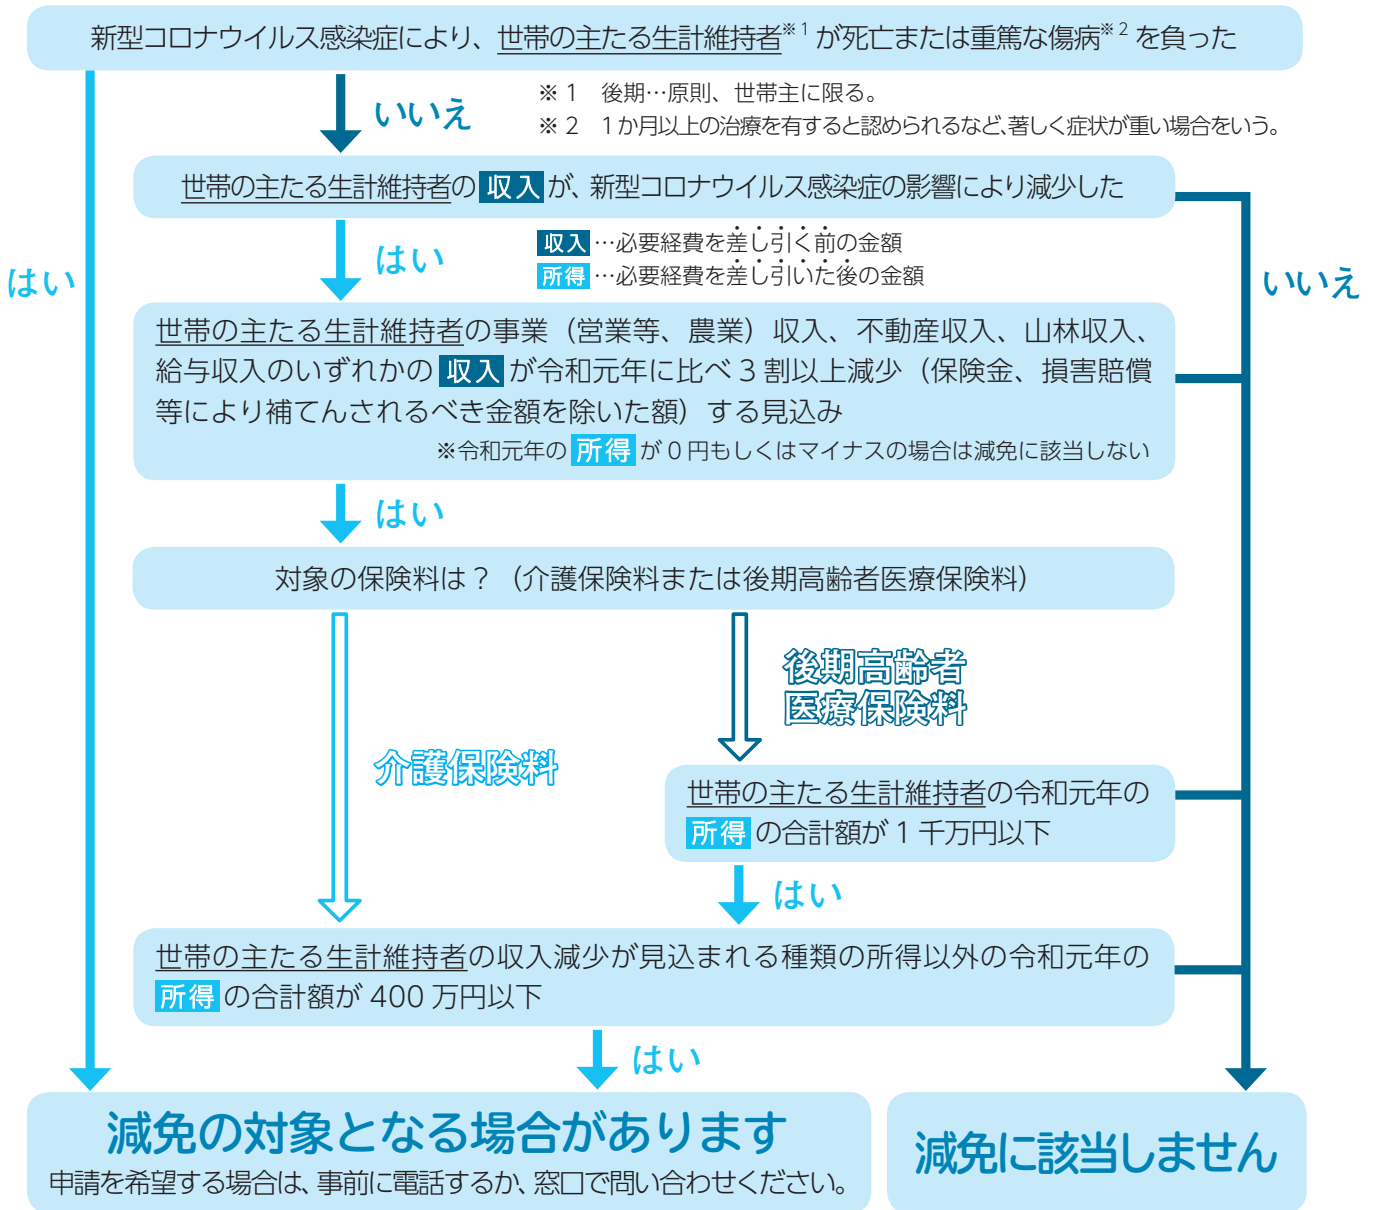 新型コロナウイルス感染症により、世帯の主たる生計維持者※1が死亡または重篤な傷病※2を負った
いいえ
※1 後期…原則、世帯主に限る。
※2 1か月以上の治療を有すると認められるなど、著しく症状が重い場合をいう。
世帯の主たる生計維持者の収入が、新型コロナウイルス感染症の影響により減少した
はい
はい
収入…必要経費を差し引く前の金額
所得…必要経費を差し引いた後の金額
いいえ
世帯の主たる生計維持者の事業（営業等、農業）収入、不動産収入、山林収入、
給与収入のいずれかの収入が令和元年に比べ3割以上減少（保険金、損害賠償
等により補てんされるべき金額を除いた額）する見込み
※令和元年の所得が0円もしくはマイナスの場合は減免に該当しない
はい
対象の保険料は？（介護保険料または後期高齢者医療保険料）
後期高齢者
医療保険料
介護保険料
世帯の主たる生計維持者の令和元年の
所得の合計額が1千万円以下
はい
世帯の主たる生計維持者の収入減少が見込まれる種類の所得以外の令和元年の
所得の合計額が400万円以下
はい
減免の対象となる場合があります
申請を希望する場合は、事前に電話するか、窓口で問い合わせください。
減免に該当しません